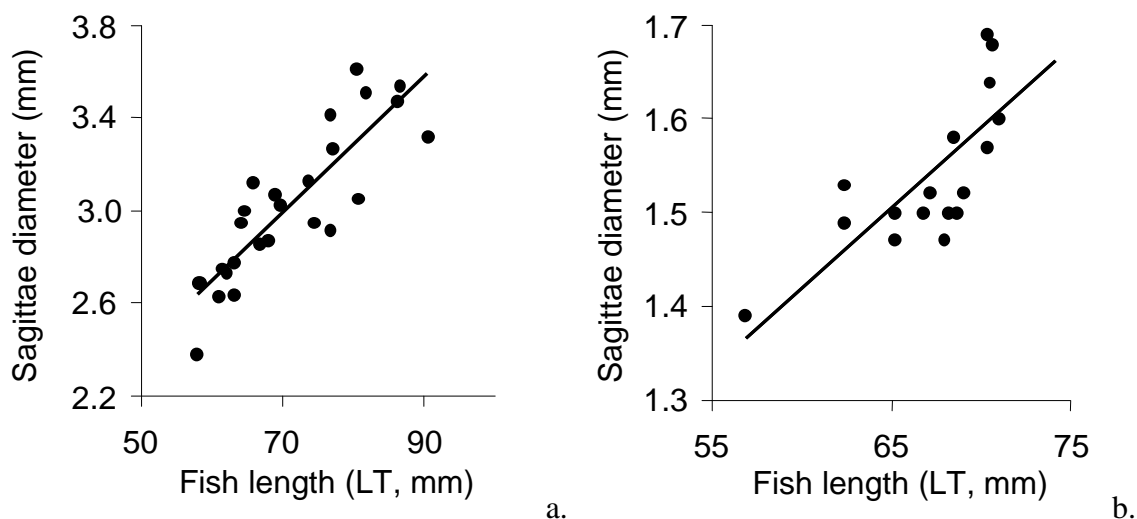 Sagittae diameter (mm)
3.8
3.4
3.0
2.6
2.2
50 70 90
Fish length (LT, mm)
a.
Sagittae diameter (mm)
1.7
1.6
1.5
1.4
1.3
55 65 75
Fish length (LT, mm)
b.